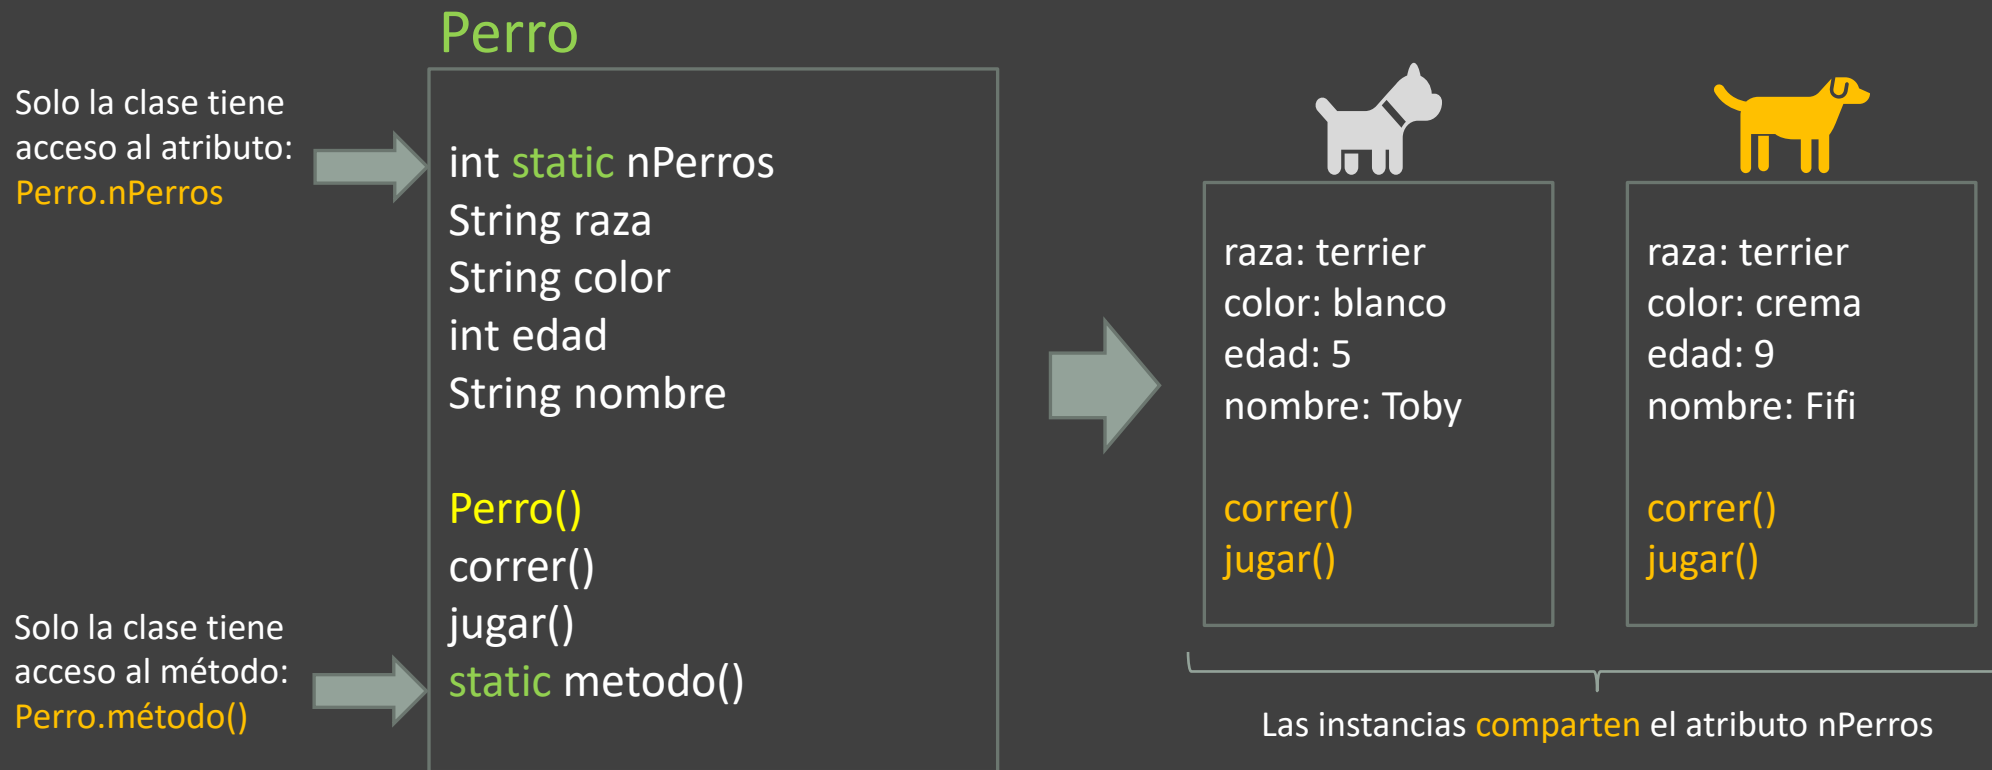 Perro
Solo la clase tiene
acceso al atributo:
Perro.nPerros
int static nPerros
String raza
String color
int edad
String nombre
Perro()
correr()
jugar()
static metodo()
Solo la clase tiene
acceso al método:
Perro.método()
raza: terrier
color: blanco
edad: 5
nombre: Toby
correr()
jugar()
raza: terrier
color: crema
edad: 9
nombre: Fifi
correr()
jugar()
Las instancias comparten el atributo nPerros